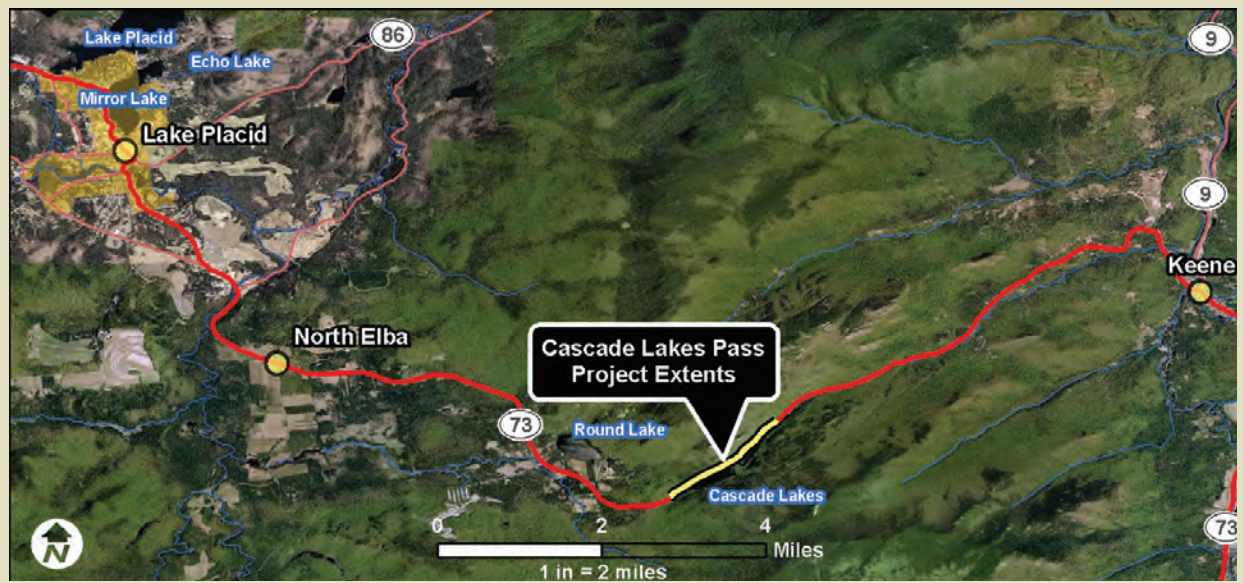 Lake Placid
86
9
Echo Lake
Mirror Lake
Lake Placid
9
Keene
North Elba
Cascade Lakes Pass
Project Extents
73
Round Lake
Cascade Lakes
73
N
0 2 4
Miles
1 in = 2 miles